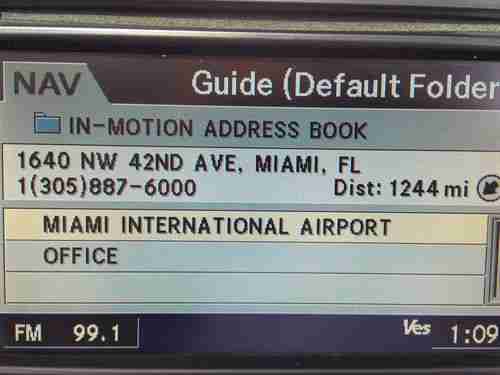 NAV
Guide (Default Folder
IN-MOTION ADDRESS BOOK
1640 NW 42ND AVE, MIAMI, FL
1(305)887-6000 Dist: 1244 mi
MIAMI INTERNATIONAL AIRPORT
OFFICE
FM 99.1 Ves 1:09